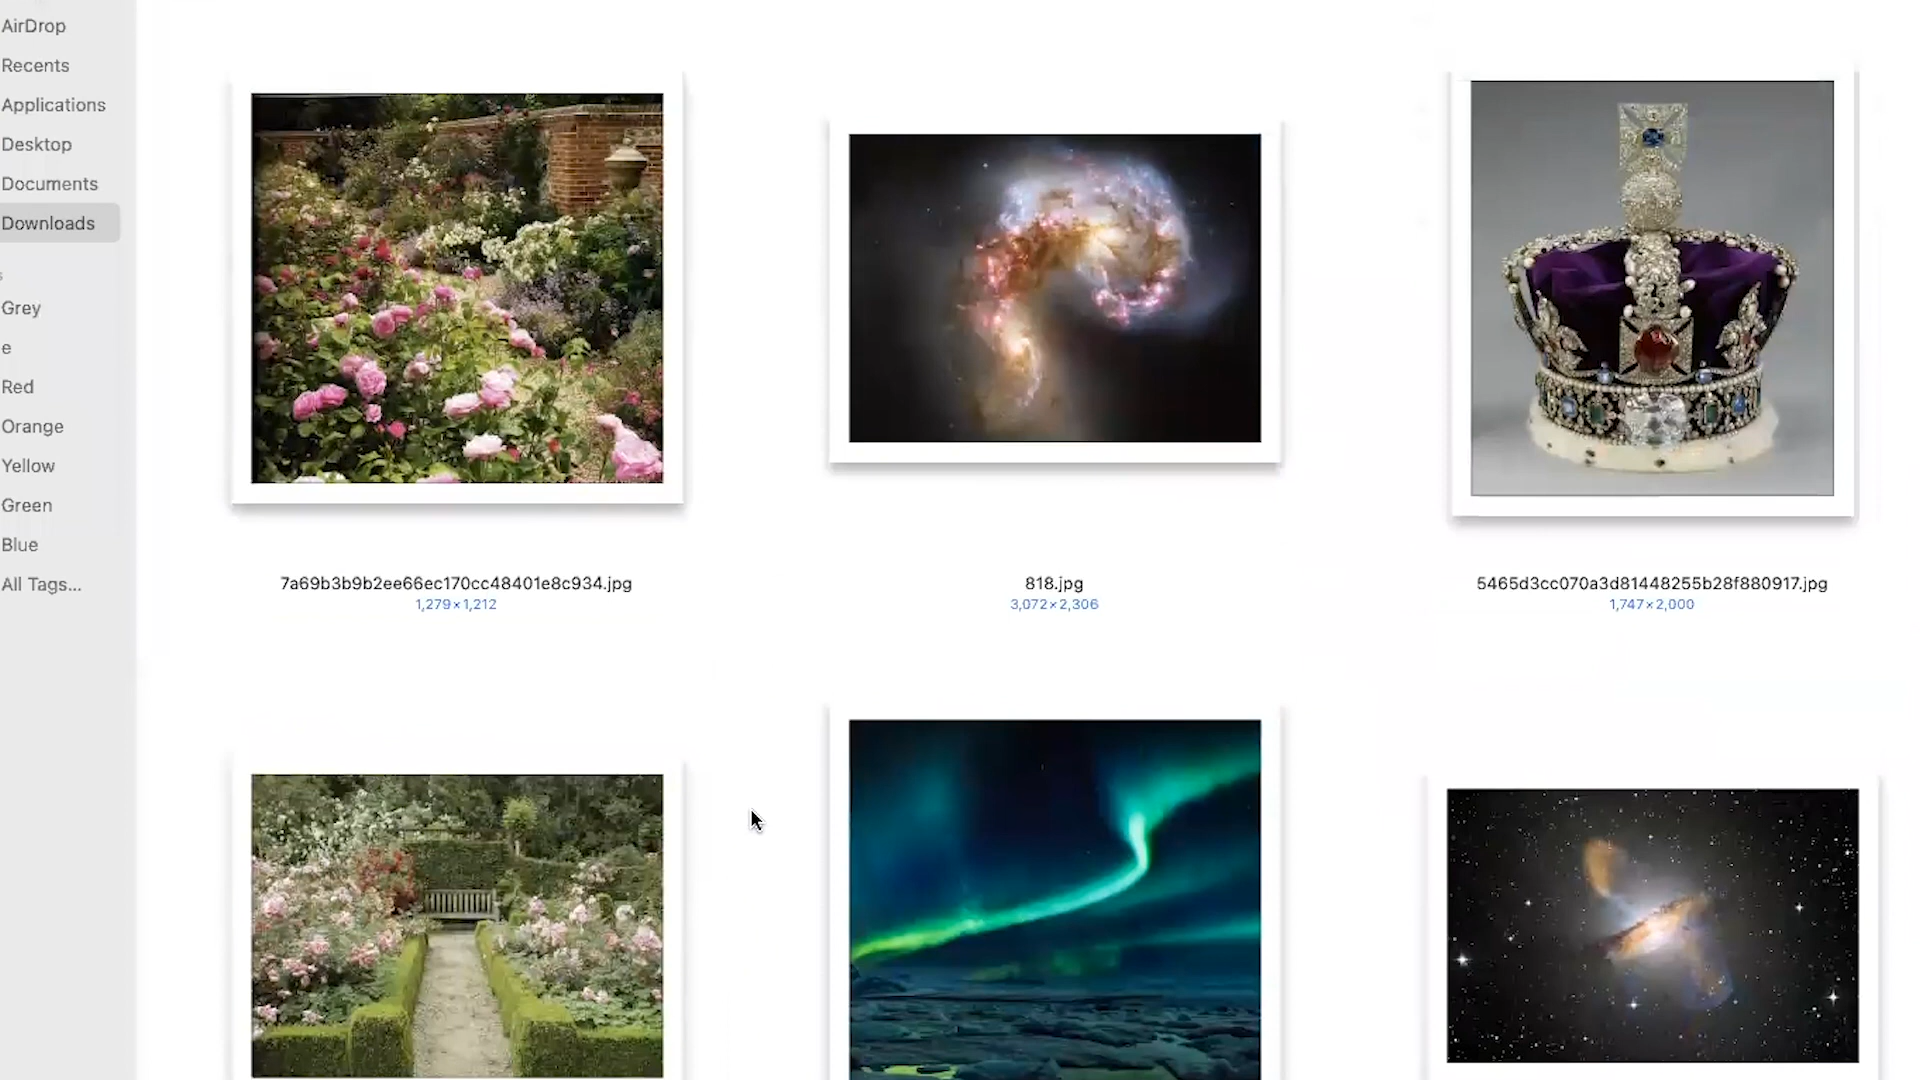 AirDrop
Recents
Applications
Desktop
Documents
Downloads
s
Grey
e
Red
Orange
Yellow
Green
Blue
All Tags...
7a69b3b9b2ee66ec170cc48401e8c934.jpg
1,279×1,212
818.jpg
3,072×2,306
5465d3cc070a3d81448255b28f880917.jpg
1,747×2,000